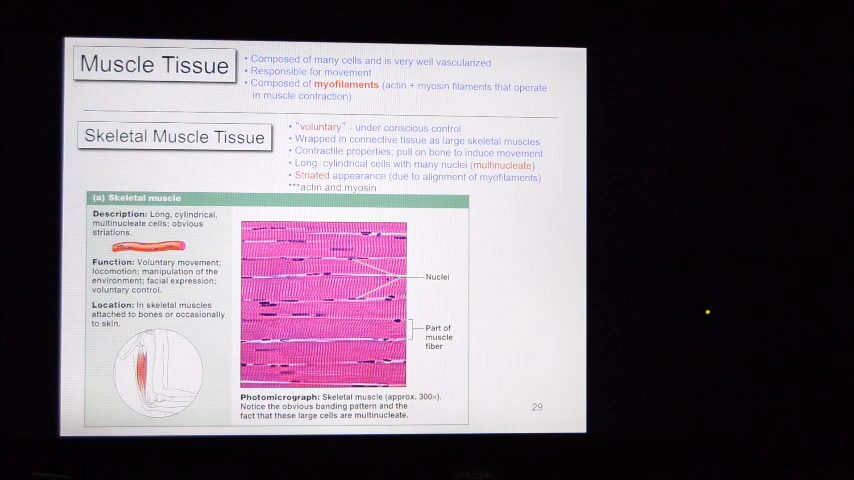 Muscle Tissue
• Composed of many cells and is very well vascularized
• Responsible for movement
• Composed of myofilaments (actin + myosin filaments that operate
in muscle contraction)
Skeletal Muscle Tissue
• "voluntary" - under conscious control
• Wrapped in connective tissue as large skeletal muscles
• Contractile properties; pull on bone to induce movement
• Long, cylindrical cells with many nuclei (multinucleate)
• Striated appearance (due to alignment of myofilaments)
***actin and myosin
(a) Skeletal muscle
Description: Long, cylindrical,
multinucleate cells; obvious
striations.
Function: Voluntary movement;
locomotion; manipulation of the
environment; facial expression;
voluntary control.
Location: In skeletal muscles
attached to bones or occasionally
to skin.
Nuclei
Part of
muscle
fiber
Photomicrograph: Skeletal muscle (approx. 300×).
Notice the obvious banding pattern and the
fact that these large cells are multinucleate.
29